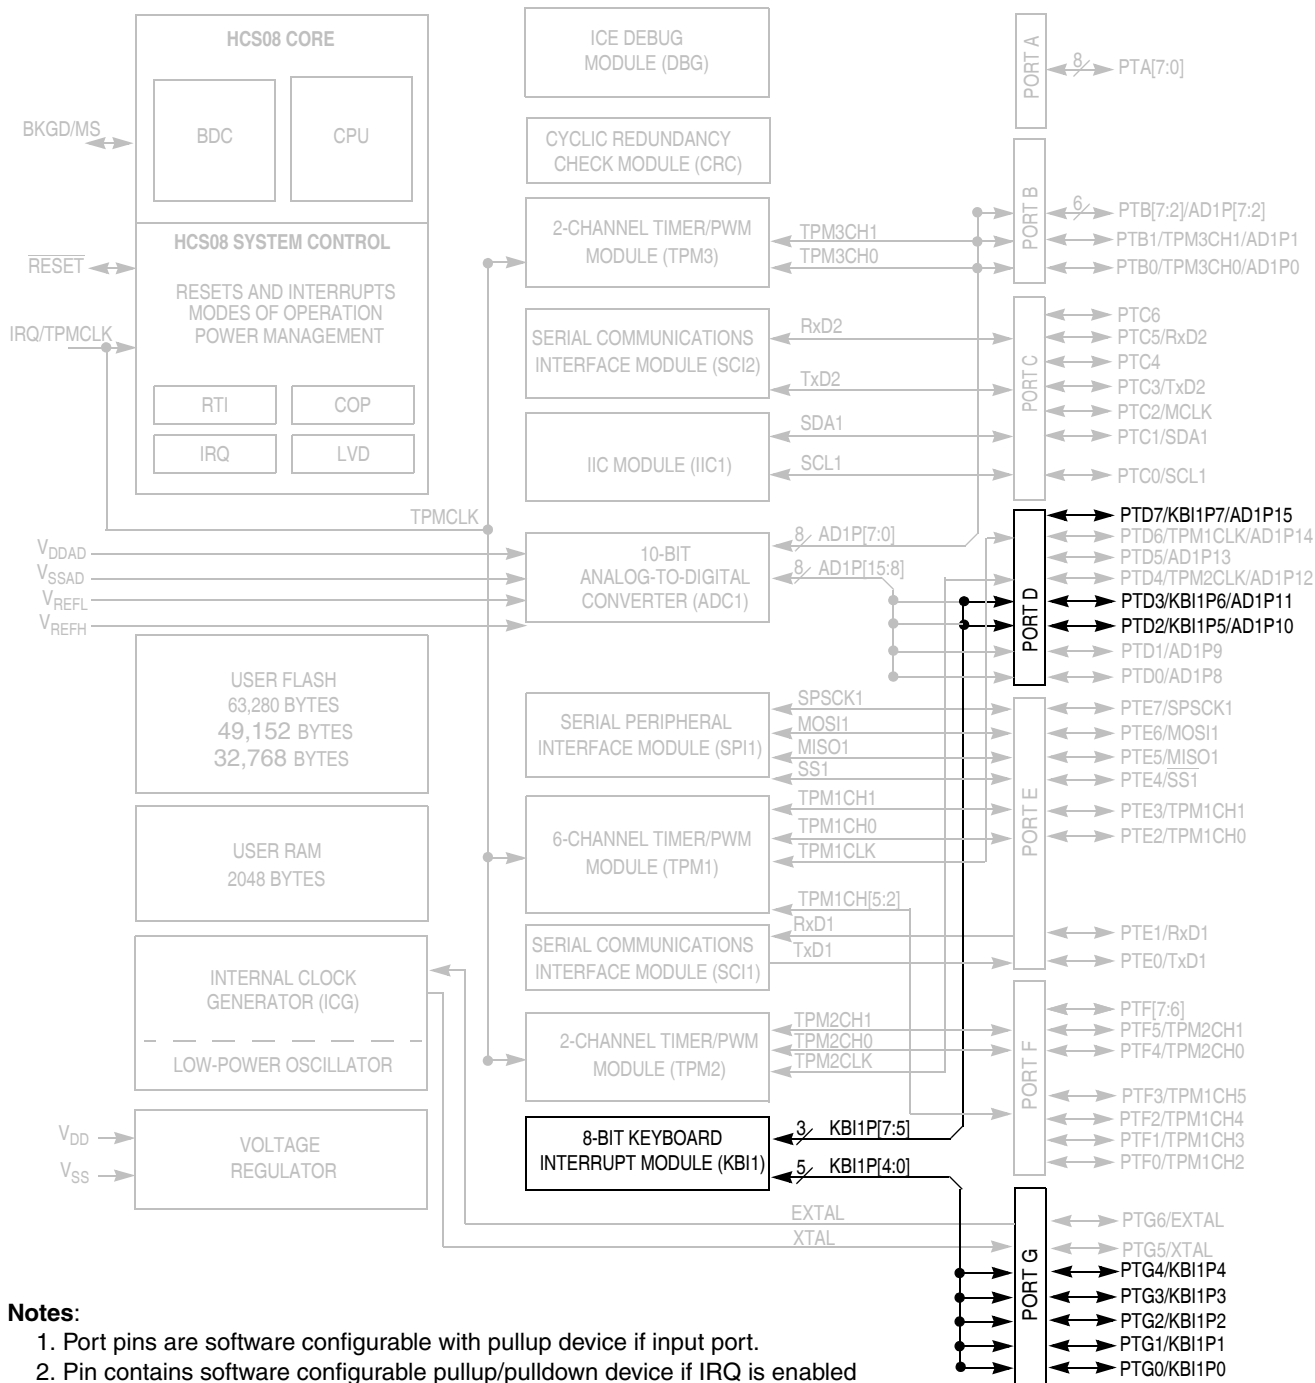 HCS08 CORE
BDC
CPU
BKGD/MS
HCS08 SYSTEM CONTROL
RESET
RESETS AND INTERRUPTS
MODES OF OPERATION
POWER MANAGEMENT
IRQ/TPMCLK
RTI
COP
IRQ
LVD
TPMCLK
VDDAD
VSSAD
VREFL
VREFH
USER FLASH
63,280 BYTES
49,152 BYTES
32,768 BYTES
USER RAM
2048 BYTES
INTERNAL CLOCK
GENERATOR (ICG)
LOW-POWER OSCILLATOR
VDD
VSS
VOLTAGE
REGULATOR
ICE DEBUG
MODULE (DBG)
CYCLIC REDUNDANCY
CHECK MODULE (CRC)
2-CHANNEL TIMER/PWM
MODULE (TPM3)
TPM3CH1
TPM3CH0
SERIAL COMMUNICATIONS
INTERFACE MODULE (SCI2)
RxD2
TxD2
IIC MODULE (IIC1)
SDA1
SCL1
10-BIT
ANALOG-TO-DIGITAL
CONVERTER (ADC1)
8 AD1P[7:0]
8 AD1P[15:8]
SERIAL PERIPHERAL
INTERFACE MODULE (SPI1)
SPSCK1
MOSI1
MISO1
SS1
6-CHANNEL TIMER/PWM
MODULE (TPM1)
TPM1CH1
TPM1CH0
TPM1CLK
TPM1CH[5:2]
SERIAL COMMUNICATIONS
INTERFACE MODULE (SCI1)
RxD1
TxD1
2-CHANNEL TIMER/PWM
MODULE (TPM2)
TPM2CH1
TPM2CH0
TPM2CLK
8-BIT KEYBOARD
INTERRUPT MODULE (KBI1)
3 KBI1P[7:5]
5 KBI1P[4:0]
EXTAL
XTAL
PORT A
8 PTA[7:0]
PORT B
6 PTB[7:2]/AD1P[7:2]
PTB1/TPM3CH1/AD1P1
PTB0/TPM3CH0/AD1P0
PORT C
PTC6
PTC5/RxD2
PTC4
PTC3/TxD2
PTC2/MCLK
PTC1/SDA1
PTC0/SCL1
PORT D
PTD7/KBI1P7/AD1P15
PTD6/TPM1CLK/AD1P14
PTD5/AD1P13
PTD4/TPM2CLK/AD1P12
PTD3/KBI1P6/AD1P11
PTD2/KBI1P5/AD1P10
PTD1/AD1P9
PTD0/AD1P8
PORT E
PTE7/SPSCK1
PTE6/MOSI1
PTE5/MISO1
PTE4/SS1
PTE3/TPM1CH1
PTE2/TPM1CH0
PTE1/RxD1
PTE0/TxD1
PORT F
PTF[7:6]
PTF5/TPM2CH1
PTF4/TPM2CH0
PTF3/TPM1CH5
PTF2/TPM1CH4
PTF1/TPM1CH3
PTF0/TPM1CH2
PORT G
PTG6/EXTAL
PTG5/XTAL
PTG4/KBI1P4
PTG3/KBI1P3
PTG2/KBI1P2
PTG1/KBI1P1
PTG0/KBI1P0
Notes:
1. Port pins are software configurable with pullup device if input port.
2. Pin contains software configurable pullup/pulldown device if IRQ is enabled